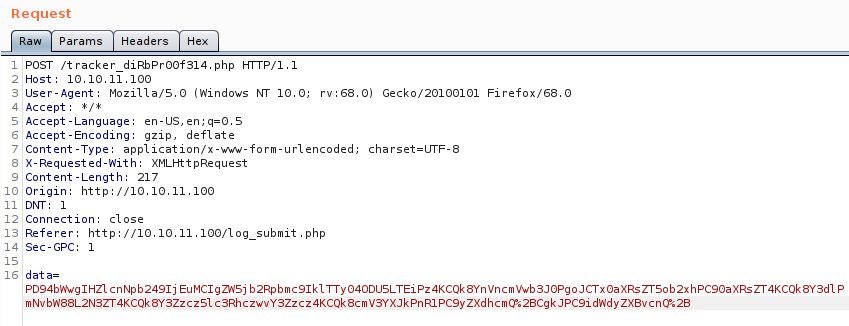 Request
Raw Params Headers Hex
1 POST /tracker_diRbPr00f314.php HTTP/1.1
2 Host: 10.10.11.100
3 User-Agent: Mozilla/5.0 (Windows NT 10.0; rv:68.0) Gecko/20100101 Firefox/68.0
4 Accept: */*
5 Accept-Language: en-US,en;q=0.5
6 Accept-Encoding: gzip, deflate
7 Content-Type: application/x-www-form-urlencoded; charset=UTF-8
8 X-Requested-With: XMLHttpRequest
9 Content-Length: 217
10 Origin: http://10.10.11.100
11 DNT: 1
12 Connection: close
13 Referer: http://10.10.11.100/log_submit.php
14 Sec-GPC: 1
15
16 data=
PD94bWwgIHZlcnNpb249IjEuMCIgZW5jb2Rpbmc9IklTTy04ODU5LTEiPz4KCQk8YnVncmVwb3J0PgoJCTx0aXRsZT5ob2xhPC90aXRsZT4KCQk8Y3dlP
mNvbW88L2N3ZT4KCQk8Y3Zzcz5lc3RhczwvY3Zzcz4KCQk8cmV3YXJkPnR1PC9yZXdhcmQ%2BCgkJPC9idWdyZXBvcnQ%2B